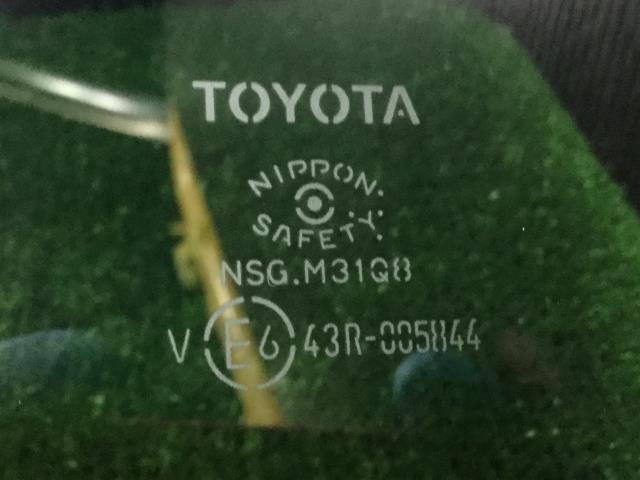 TOYOTA
NIPPON.
SAFETY.
NSG.M31Q8
V E6 43R-005844